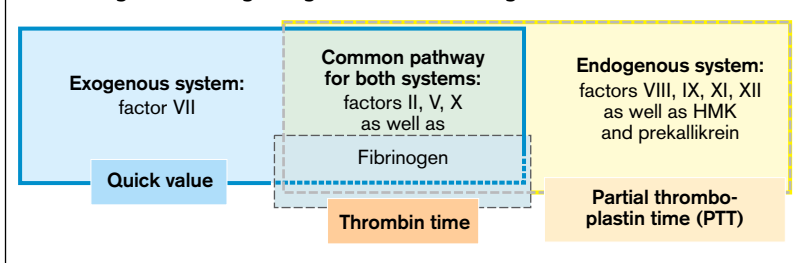 Exogenous system:
factor VII
Quick value
Common pathway
for both systems:
factors II, V, X
as well as
Fibrinogen
Thrombin time
Endogenous system:
factors VIII, IX, XI, XII
as well as HMK
and prekallikrein
Partial thrombo-
plastin time (PTT)